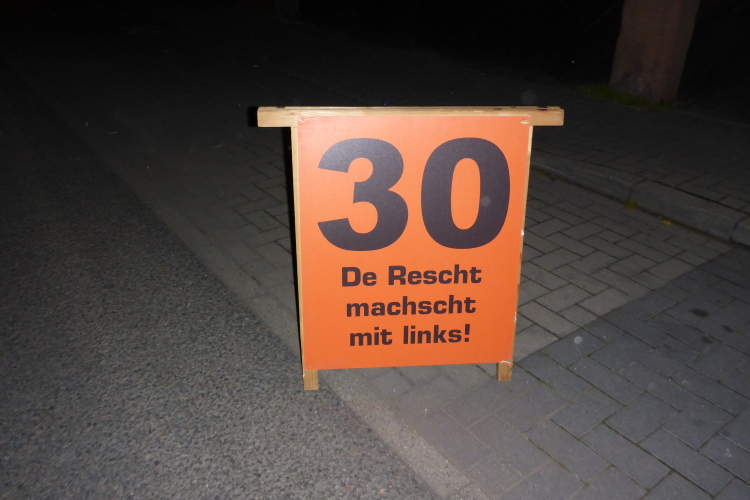 30
De Rescht
machscht
mit links!